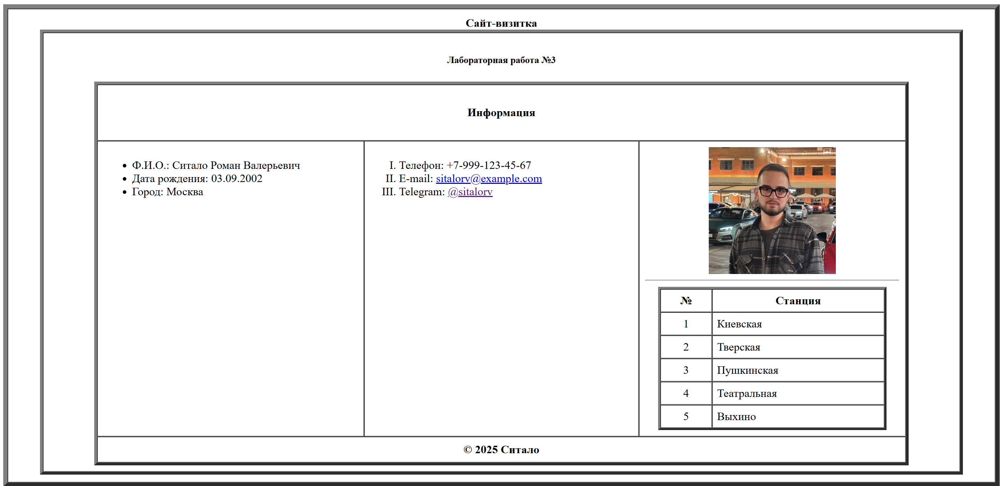 Сайт-визитка
Лабораторная работа №3
Информация
• Ф.И.О.: Ситало Роман Валерьевич
• Дата рождения: 03.09.2002
• Город: Москва
I. Телефон: +7-999-123-45-67
II. E-mail: sitalorv@example.com
III. Telegram: @sitalorv
№ Станция
1 Киевская
2 Тверская
3 Пушкинская
4 Театральная
5 Выхино
© 2025 Ситало